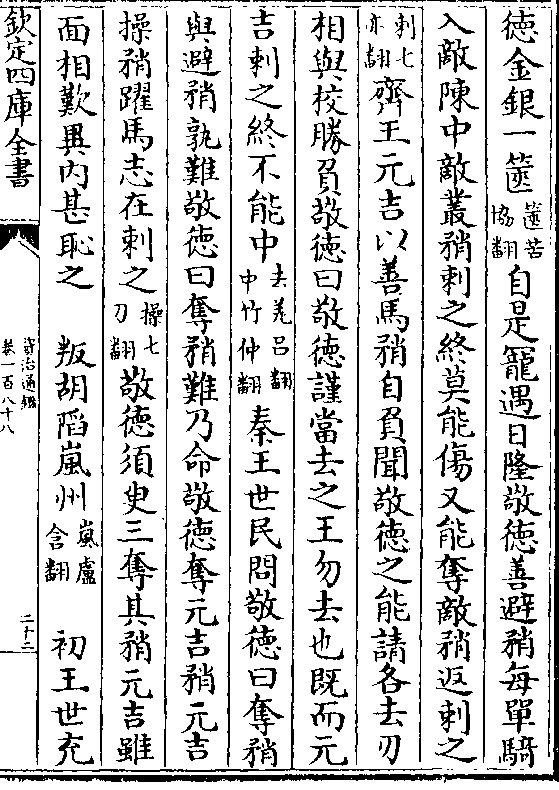 德金銀一篋篋苦協翻自是寵遇日隆敬德善避矟每單騎
入敵陳中敵叢矟刺之終莫能傷又能奪敵矟返刺之
刺七亦翻齊王元吉以善馬矟自負聞敬德之能請各去刃
相與校勝負敬德曰敬德謹當去之王勿去也既而元
吉刺之終不能中去羌呂翻中竹仲翻秦王世民問敬德曰奪矟
與避矟孰難敬德曰奪矟難乃命敬德奪元吉矟元吉
操矟躍馬志在刺之操七刀翻敬德須臾三奪其矟元吉雖
面相歎異內甚恥之 叛胡䧟嵐州嵐盧含翻 初王世充
欽定四庫全書
資治通鑑
卷一百八十八
二十二